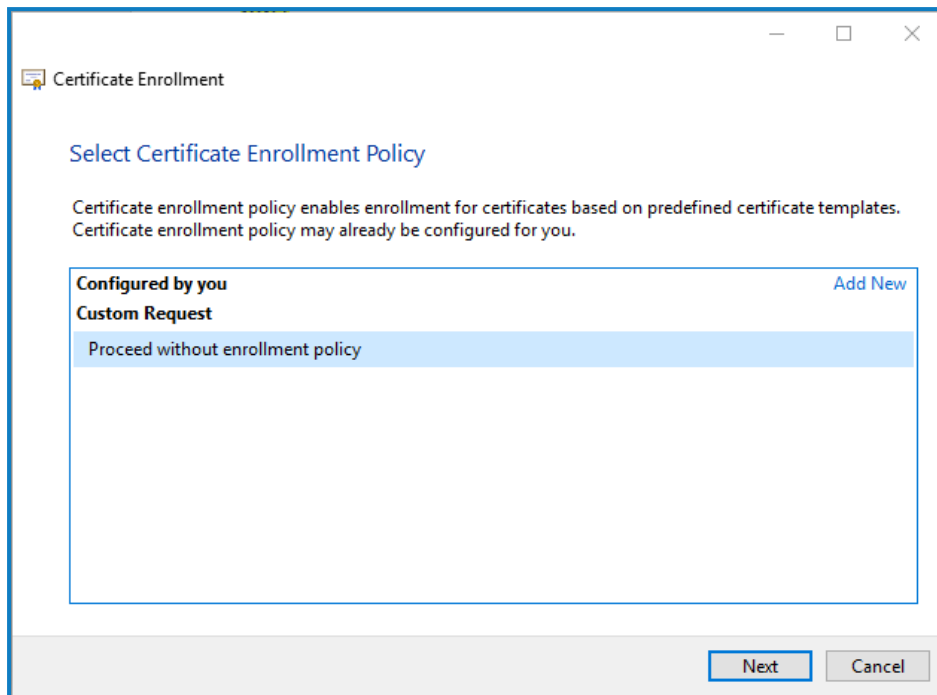 Certificate Enrollment
Select Certificate Enrollment Policy
Certificate enrollment policy enables enrollment for certificates based on predefined certificate templates.
Certificate enrollment policy may already be configured for you.
Configured by you Add New
Custom Request
Proceed without enrollment policy
Next Cancel